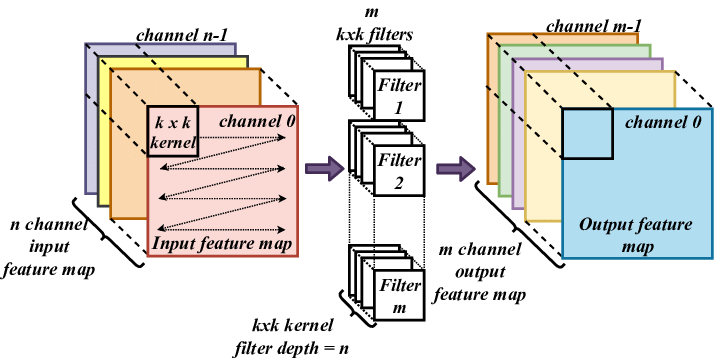 channel n-1
k x k
kernel
channel 0
Input feature map
n channel
input
feature map
m
kxk filters
Filter
1
Filter
2
Filter
m
kxk kernel
filter depth = n
channel m-1
channel 0
Output feature
map
m channel
output
feature map